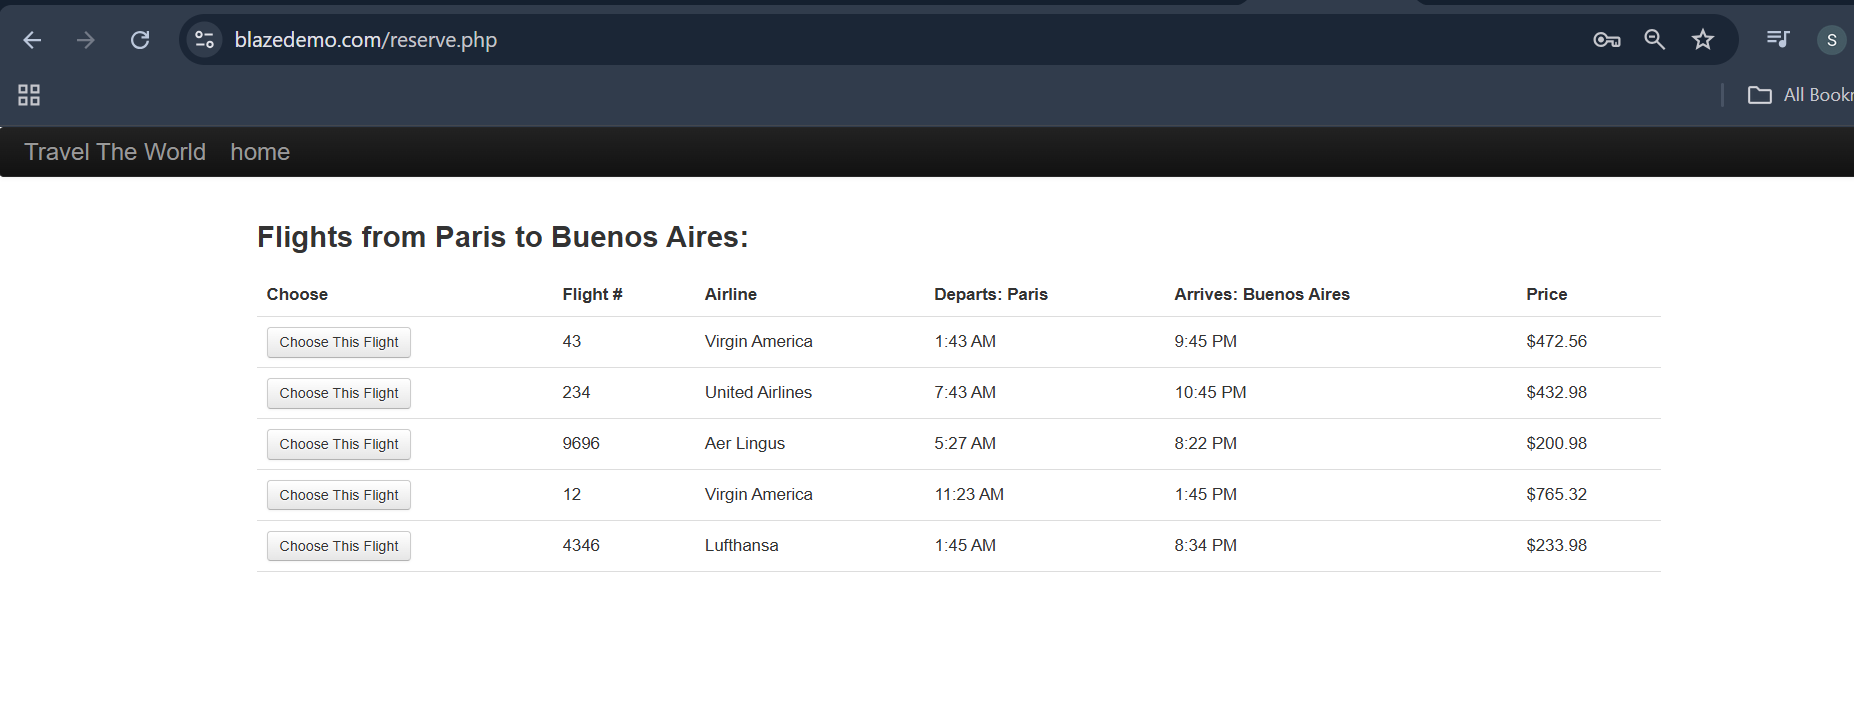 blazedemo.com/reserve.php
S
All Bookr
Travel The World home
Flights from Paris to Buenos Aires:
Choose Flight # Airline Departs: Paris Arrives: Buenos Aires Price
Choose This Flight 43 Virgin America 1:43 AM 9:45 PM $472.56
Choose This Flight 234 United Airlines 7:43 AM 10:45 PM $432.98
Choose This Flight 9696 Aer Lingus 5:27 AM 8:22 PM $200.98
Choose This Flight 12 Virgin America 11:23 AM 1:45 PM $765.32
Choose This Flight 4346 Lufthansa 1:45 AM 8:34 PM $233.98